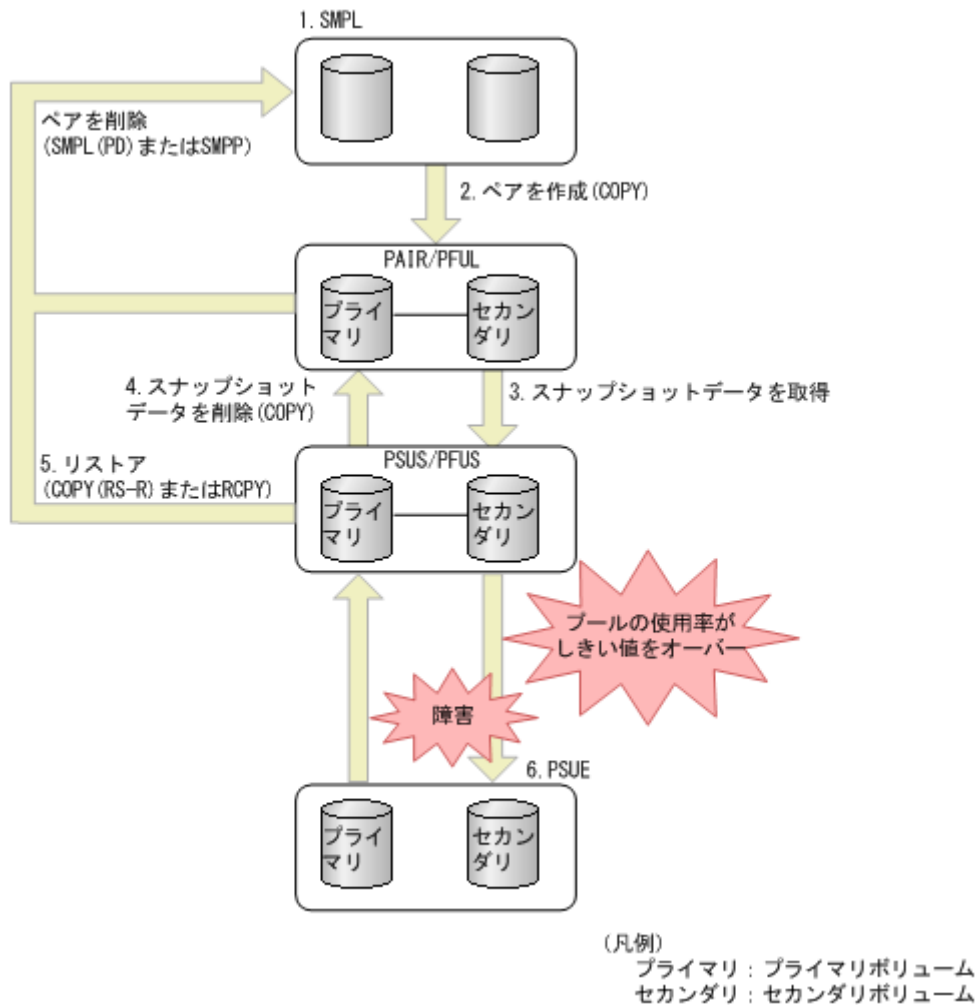 1.SMPL
ペアを削除
(SMPL(PD)またはSMPP)
2.ペアを作成(COPY)
PAIR/PFUL
プライ
マリ
セカン
ダリ
4.スナップショット
データを削除(COPY)
3.スナップショットデータを取得
5.リストア
(COPY(RS-R)またはRCPY)
PSUS/PFUS
プライ
マリ
セカン
ダリ
プールの使用率が
しきい値をオーバー
障害
6.PSUE
プライ
マリ
セカン
ダリ
(凡例)
プライマリ：プライマリボリューム
セカンダリ：セカンダリボリューム